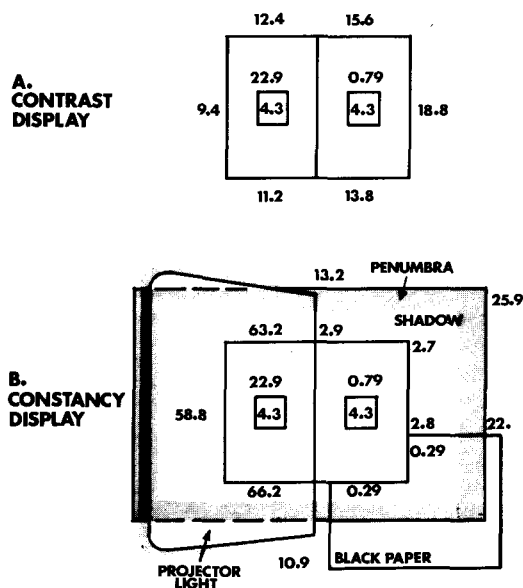 12.4 15.6
A.
CONTRAST
DISPLAY
22.9 0.79
9.4 4.3 4.3 18.8
11.2 13.8
13.2 PENUMBRA
25.9
SHADOW
63.2 2.9
2.7
B.
CONSTANCY
DISPLAY
22.9 0.79
58.8 4.3 4.3
2.8 22.
0.29
66.2 0.29
PROJECTOR
LIGHT
10.9 BLACK PAPER